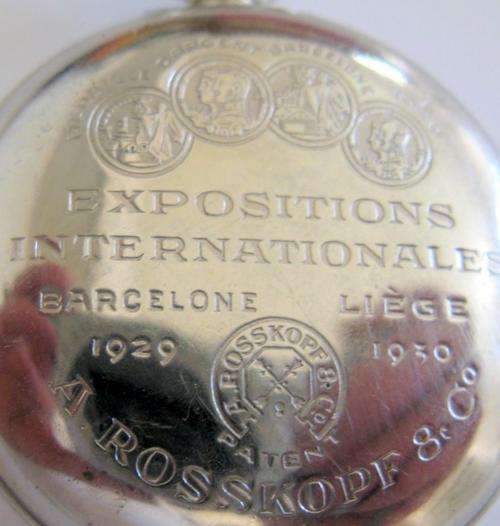 EXPOSITIONS
INTERNATIONALES
BARCELONE LIÈGE
1929 1930
F. ROSSKOPF & Co.
PATENT
A ROSSKOPF & Co